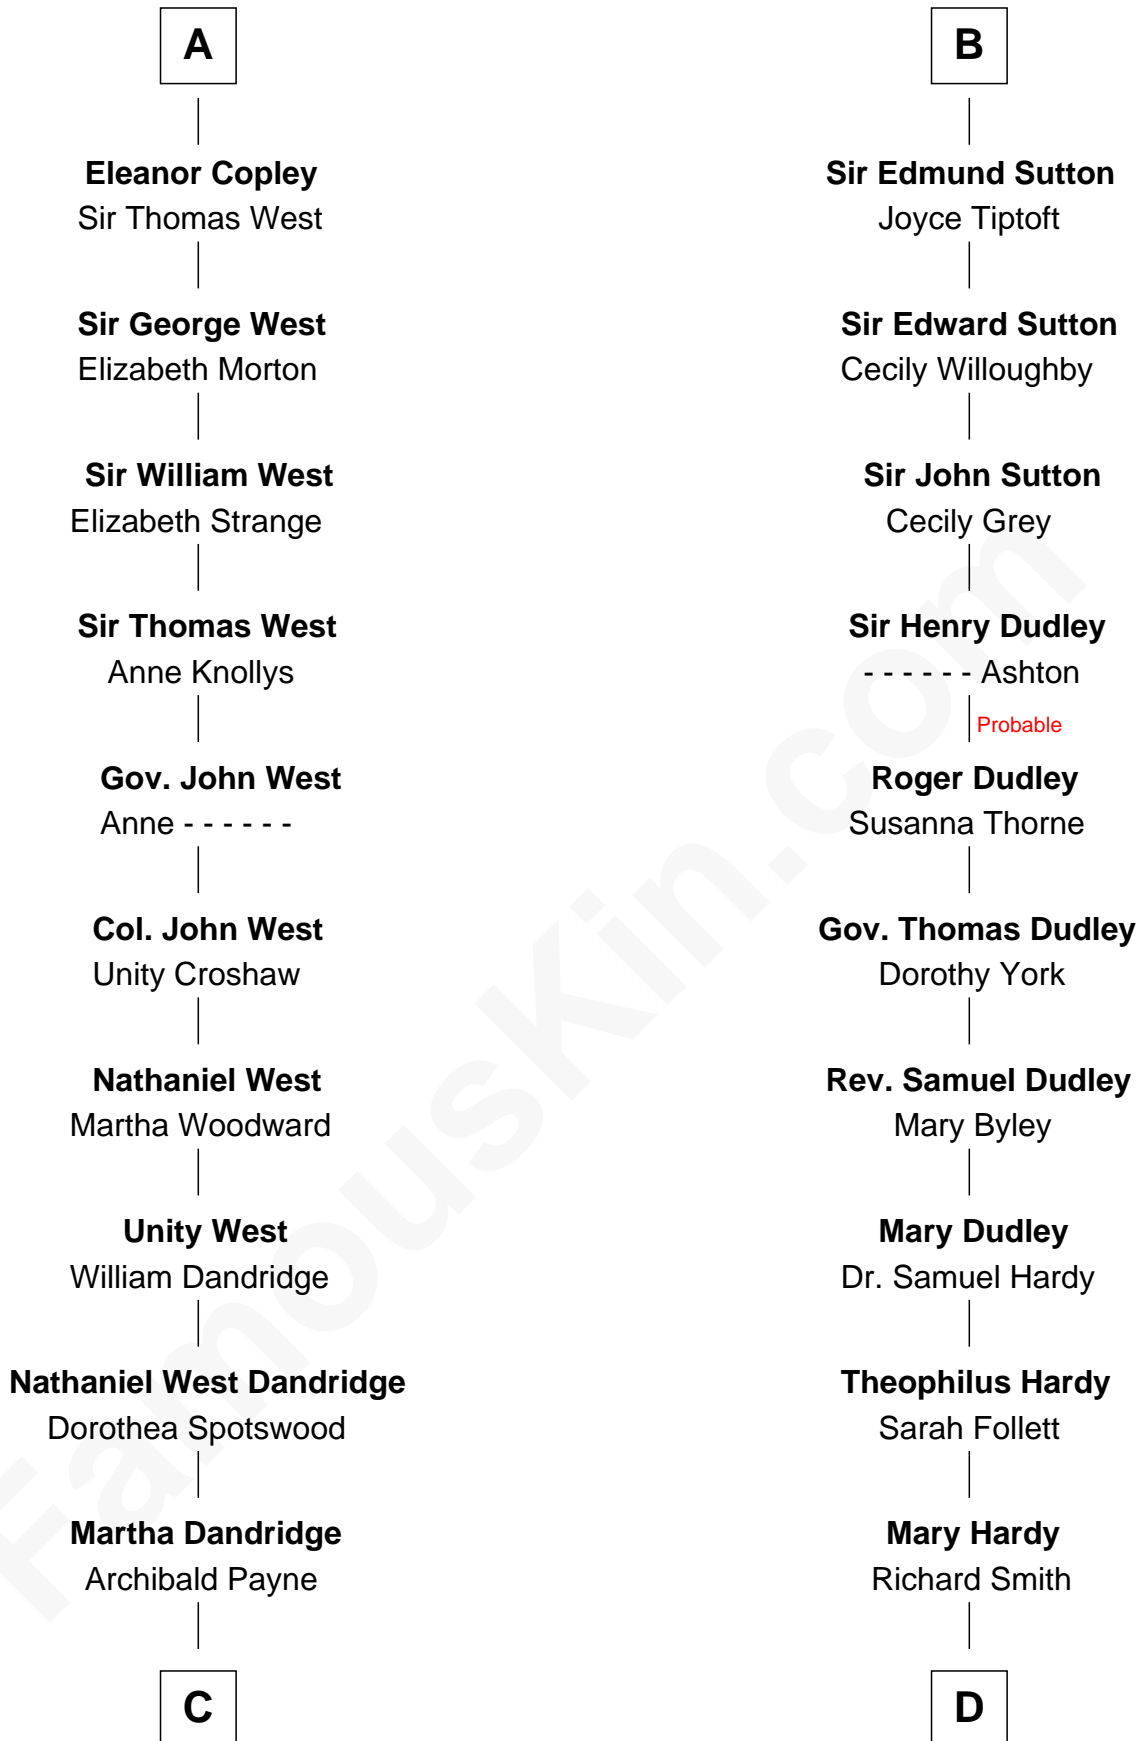 A
Eleanor Copley
Sir Thomas West
Sir George West
Elizabeth Morton
Sir William West
Elizabeth Strange
Sir Thomas West
Anne Knollys
Gov. John West
Anne - - - - - -
Col. John West
Unity Croshaw
Nathaniel West
Martha Woodward
Unity West
William Dandridge
Nathaniel West Dandridge
Dorothea Spotswood
Martha Dandridge
Archibald Payne
C
B
Sir Edmund Sutton
Joyce Tiptoft
Sir Edward Sutton
Cecily Willoughby
Sir John Sutton
Cecily Grey
Sir Henry Dudley
- - - - - - Ashton
Probable
Roger Dudley
Susanna Thorne
Gov. Thomas Dudley
Dorothy York
Rev. Samuel Dudley
Mary Byley
Mary Dudley
Dr. Samuel Hardy
Theophilus Hardy
Sarah Follett
Mary Hardy
Richard Smith
D
FamousKin.com